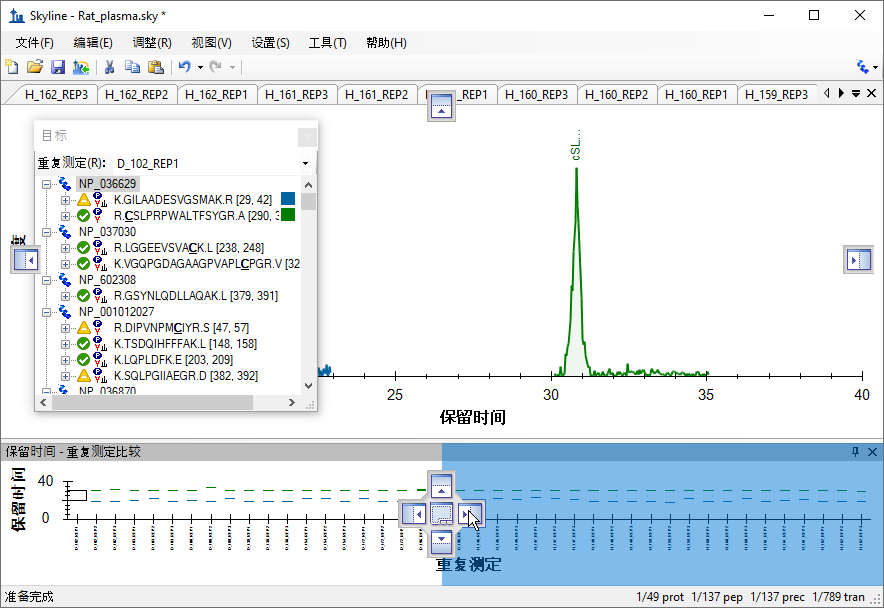 Skyline - Rat_plasma.sky *
文件(F) 编辑(E) 调整(R) 视图(V) 设置(S) 工具(T) 帮助(H)
H_162_REP3 H_162_REP2 H_162_REP1 H_161_REP3 H_161_REP2 _REP1 H_160_REP3 H_160_REP2 H_160_REP1 H_159_REP3
目标
重复测定(R): D_102_REP1
NP_036629
K.GILAADESVGSMAK.R [29, 42]
R.CSLPRPWALTFSYGR.A [290, 3
NP_037030
R.LGGEEVSVACK.L [238, 248]
K.VGQPGDAGAAGPVAPLCPGR.V [32
NP_602308
R.GSYNLQDLLAQAK.L [379, 391]
NP_001012027
R.DIPVNPMCIYR.S [47, 57]
K.TSDQIHFFFAK.L [148, 158]
K.LQPLDFK.E [203, 209]
K.SQLPGIIAEGR.D [382, 392]
NP_036870
cSL...
25 30 35 40
保留时间
保留时间 - 重复测定比较
保留时间
40
0
重复测定
准备完成 1/49 prot 1/137 pep 1/137 prec 1/789 tran